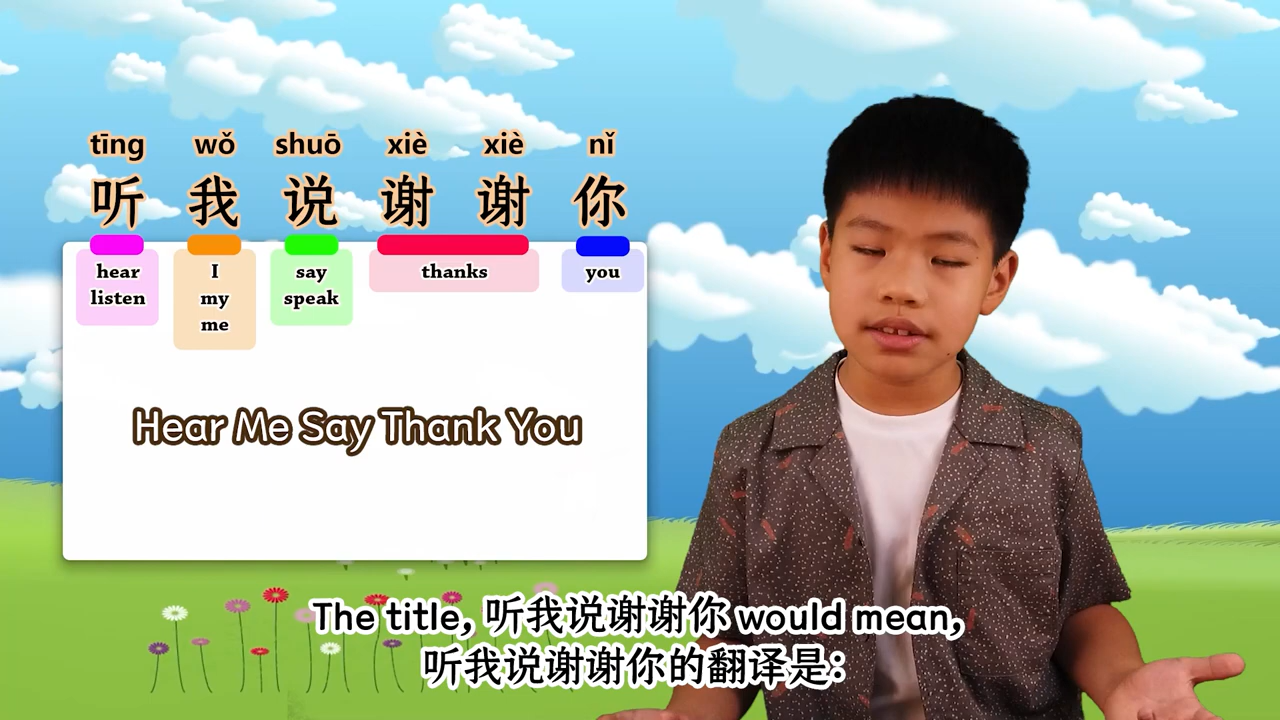 tīng wǒ shuō xiè xiè nǐ
听 我 说 谢 谢 你
hear I say thanks you
listen my speak
me
Hear Me Say Thank You
The title, 听我说谢谢你 would mean,
听我说谢谢你的翻译是: